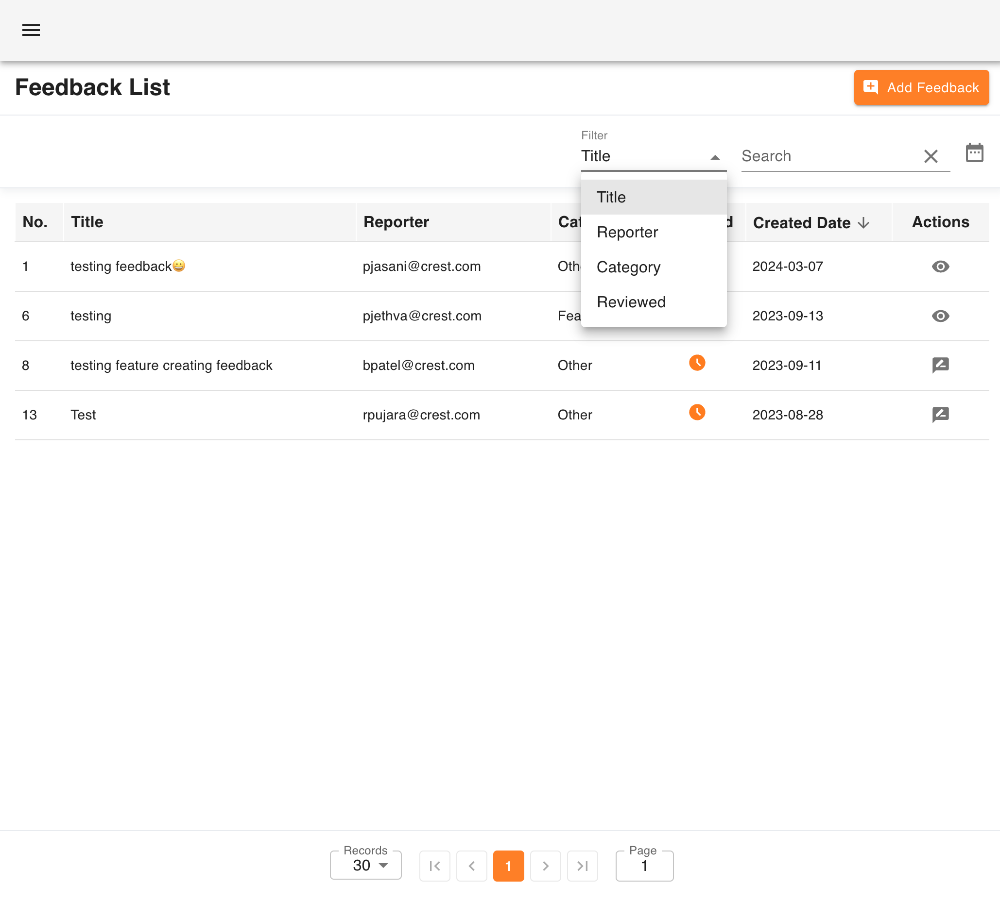 Feedback List
Add Feedback
Filter
Title
Search
Title
Reporter
Category
Reviewed
No. Title Reporter Created Date Actions
1 testing feedback😀 pjasani@crest.com 2024-03-07
6 testing pjethva@crest.com 2023-09-13
8 testing feature creating feedback bpatel@crest.com Other 2023-09-11
13 Test rpujara@crest.com Other 2023-08-28
Records
30
1
Page
1